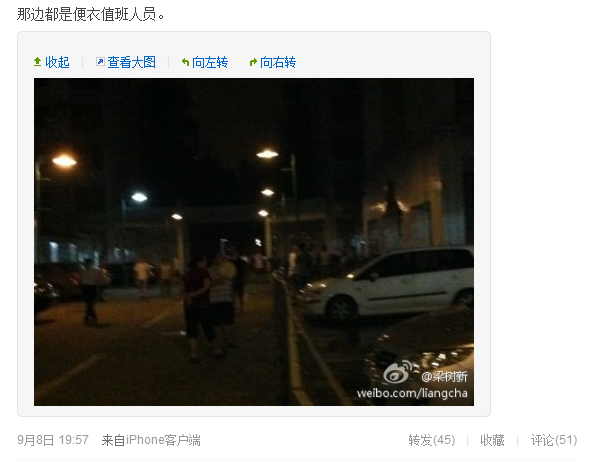 那边都是便衣值班人员。
收起 查看大图 向左转 向右转
@梁树新
weibo.com/liangcha
9月8日 19:57 来自iPhone客户端 转发(45) 收藏 评论(51)